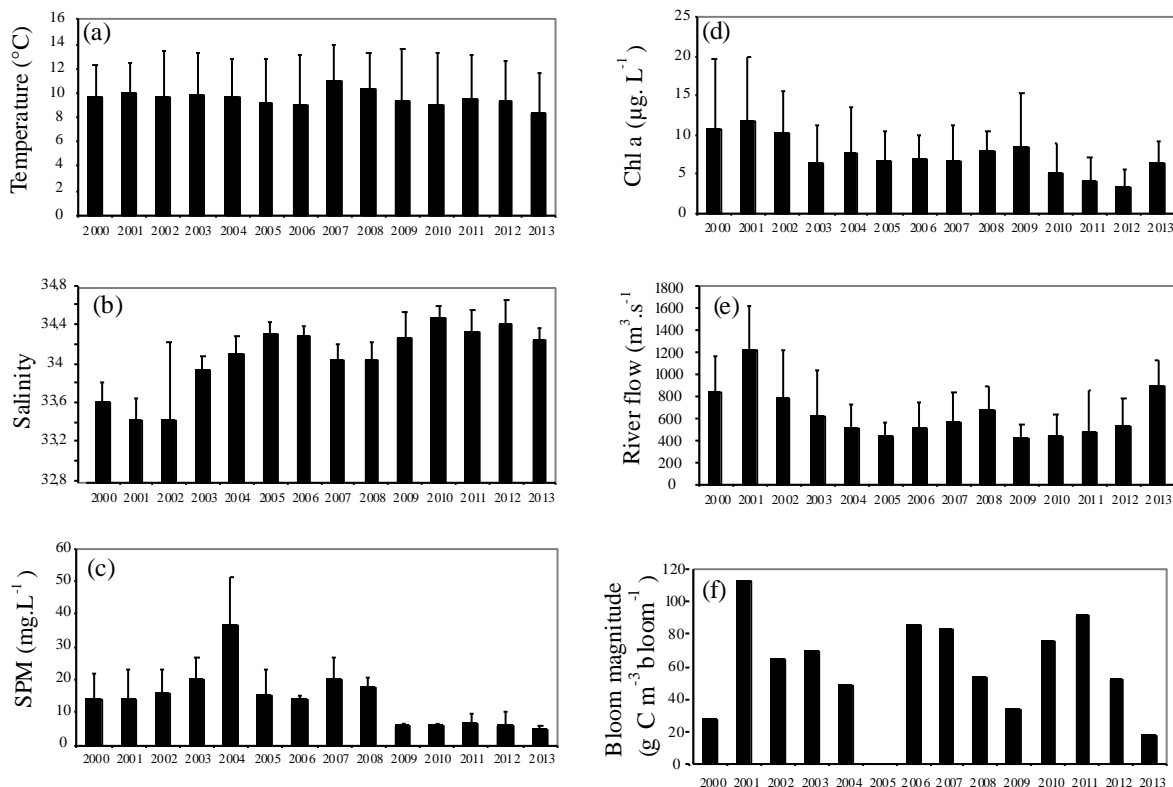 (a)
Temperature (°C)
16
14
12
10
8
6
4
2
0
2000 2001 2002 2003 2004 2005 2006 2007 2008 2009 2010 2011 2012 2013
(b)
Salinity
34,8
34,4
34
33,6
33,2
32,8
2000 2001 2002 2003 2004 2005 2006 2007 2008 2009 2010 2011 2012 2013
(c)
SPM (mg.L-1)
60
50
40
30
20
10
0
2000 2001 2002 2003 2004 2005 2006 2007 2008 2009 2010 2011 2012 2013
(d)
Chl a (µg. L-1)
25
20
15
10
5
0
2000 2001 2002 2003 2004 2005 2006 2007 2008 2009 2010 2011 2012 2013
(e)
River flow (m3.s-1)
1800
1600
1400
1200
1000
800
600
400
200
0
2000 2001 2002 2003 2004 2005 2006 2007 2008 2009 2010 2011 2012 2013
(f)
Bloom magnitude
(g C m-3 bloom-1)
120
100
80
60
40
20
0
2000 2001 2002 2003 2004 2005 2006 2007 2008 2009 2010 2011 2012 2013